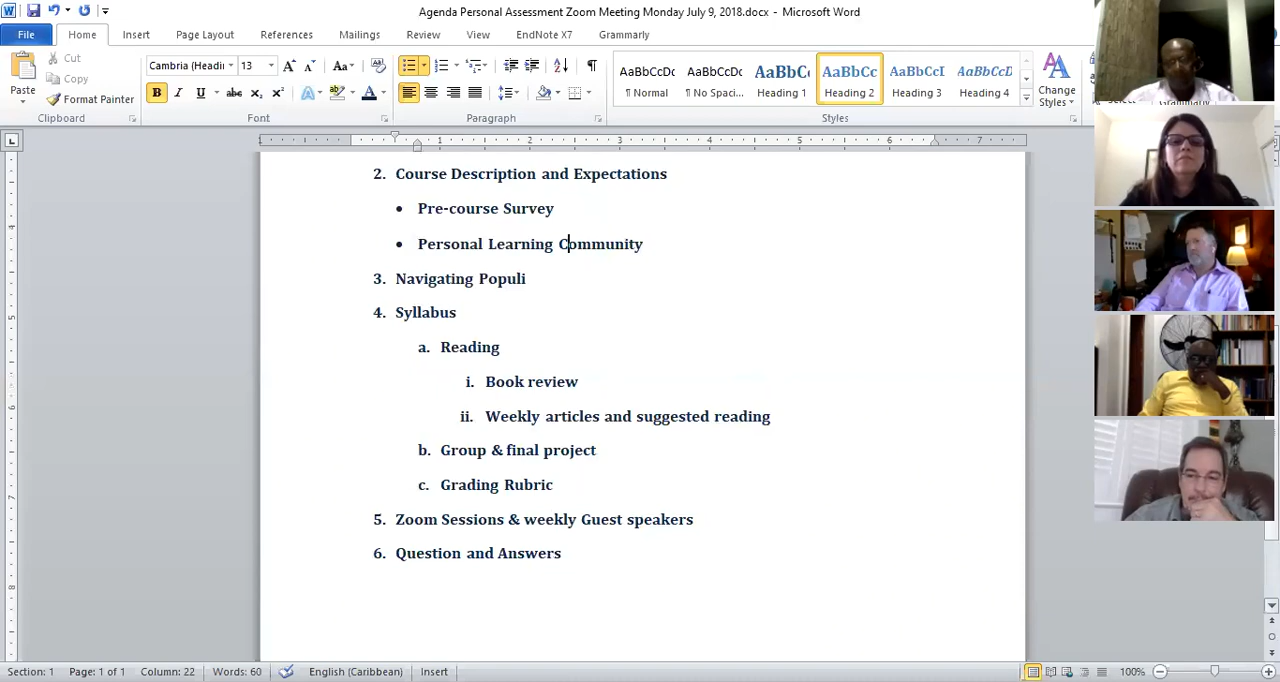 Agenda Personal Assessment Zoom Meeting Monday July 9, 2018.docx - Microsoft Word
File Home Insert Page Layout References Mailings Review View EndNote X7 Grammarly
Paste
Cut
Copy
Format Painter
Clipboard
Cambria (Headi 13
Font
Paragraph
AaBbCcDc AaBbCcDc AaBbC AaBbCc AaBbCcI AaBbCcD
¶ Normal ¶ No Spaci... Heading 1 Heading 2 Heading 3 Heading 4
Change Styles
Styles
Select
2. Course Description and Expectations
• Pre-course Survey
• Personal Learning Community
3. Navigating Populi
4. Syllabus
a. Reading
i. Book review
ii. Weekly articles and suggested reading
b. Group & final project
c. Grading Rubric
5. Zoom Sessions & weekly Guest speakers
6. Question and Answers
Section: 1 Page: 1 of 1 Column: 22 Words: 60 English (Caribbean) Insert 100%